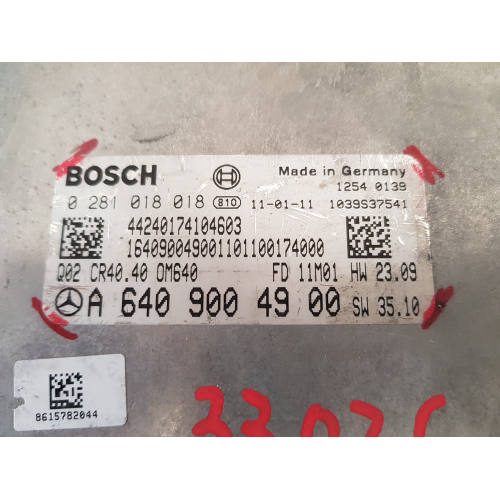 BOSCH
Made in Germany
1254 0139
0 281 018 018 810 11-01-11 1039S37541
44240174104603
164090049001101100174000
Q02 CR40.40 OM640 FD 11M01 HW 23.09
A 640 900 49 00 SW 35.10
8615782044